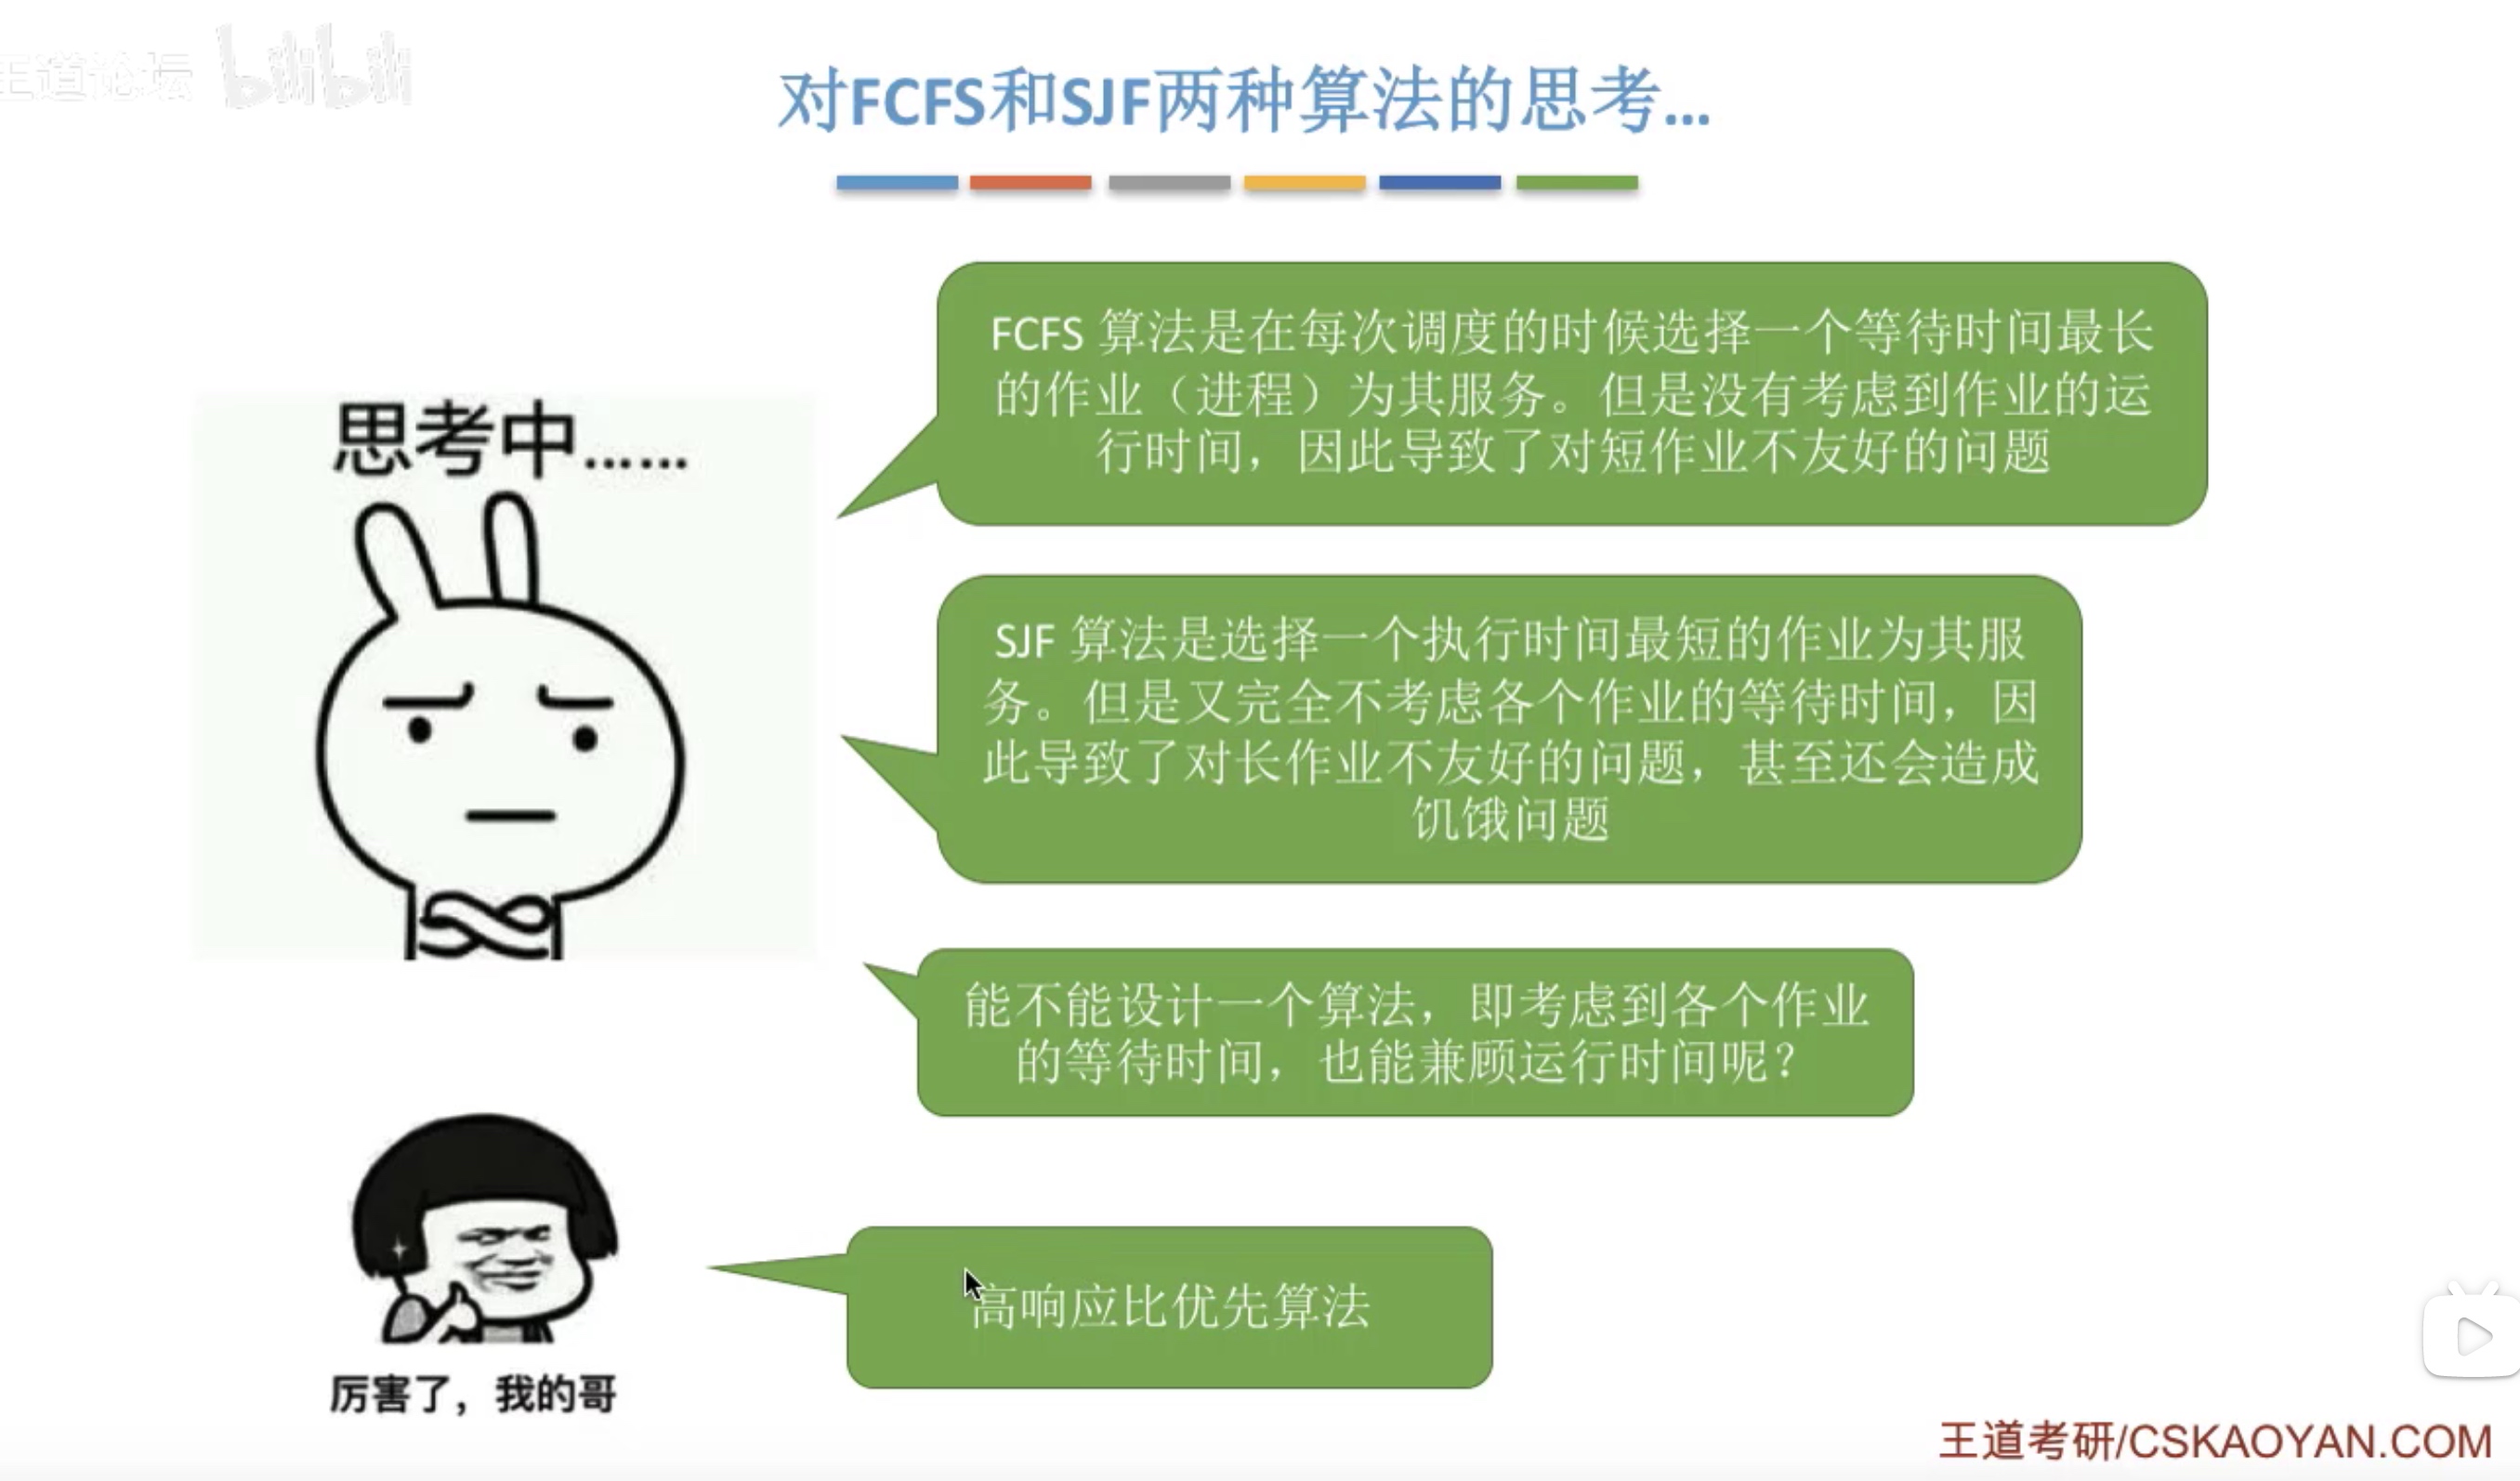 王道论坛 bilibili
对FCFS和SJF两种算法的思考...
FCFS 算法是在每次调度的时候选择一个等待时间最长
的作业（进程）为其服务。但是没有考虑到作业的运
行时间，因此导致了对短作业不友好的问题
思考中......
SJF 算法是选择一个执行时间最短的作业为其服
务。但是又完全不考虑各个作业的等待时间，因
此导致了对长作业不友好的问题，甚至还会造成
饥饿问题
能不能设计一个算法，即考虑到各个作业
的等待时间，也能兼顾运行时间呢？
高响应比优先算法
厉害了，我的哥
王道考研/CSKAOYAN.COM